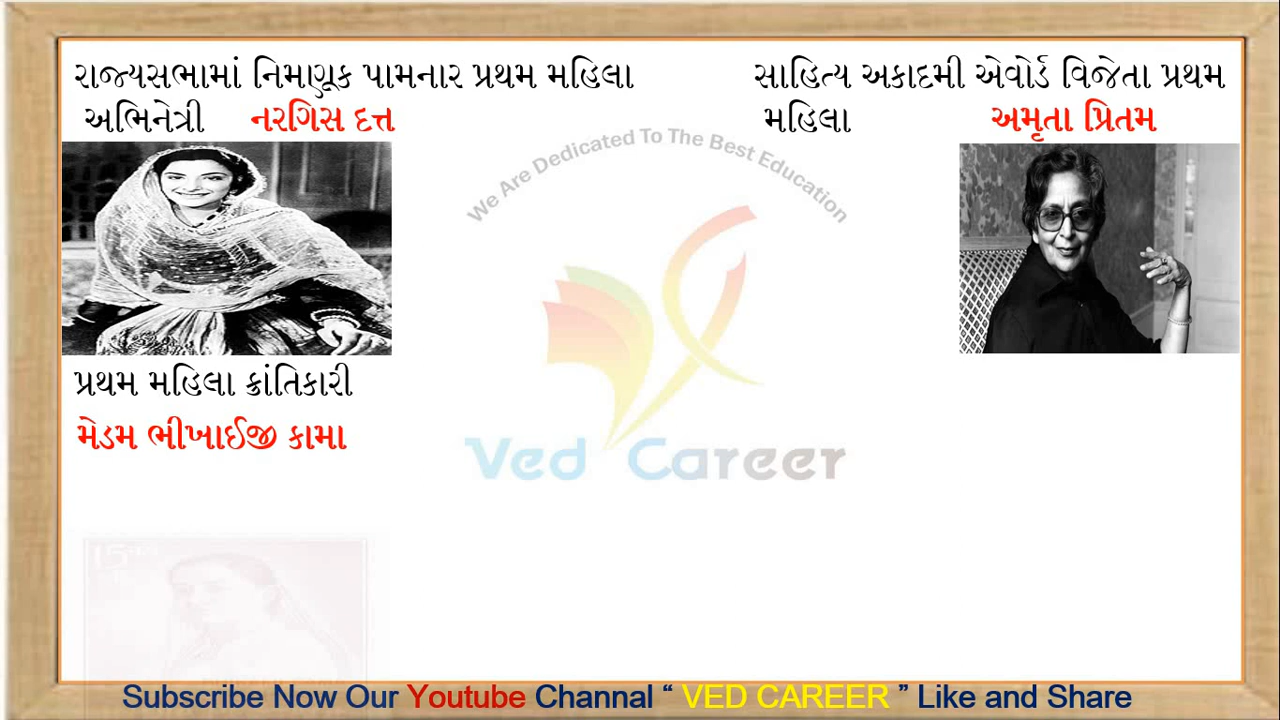 રાજ્યસભામાં નિમણૂક પામનાર પ્રથમ મહિલા
અભિનેત્રી નરગિસ દત્ત
સાહિત્ય અકાદમી એવોર્ડ વિજેતા પ્રથમ
મહિલા અમૃતા પ્રિતમ
We Are Dedicated To The Best Education
Ved Career
પ્રથમ મહિલા ક્રાંતિકારી
મેડમ ભીખાઈજી કામા
15
Subscribe Now Our Youtube Channal “ VED CAREER ” Like and Share